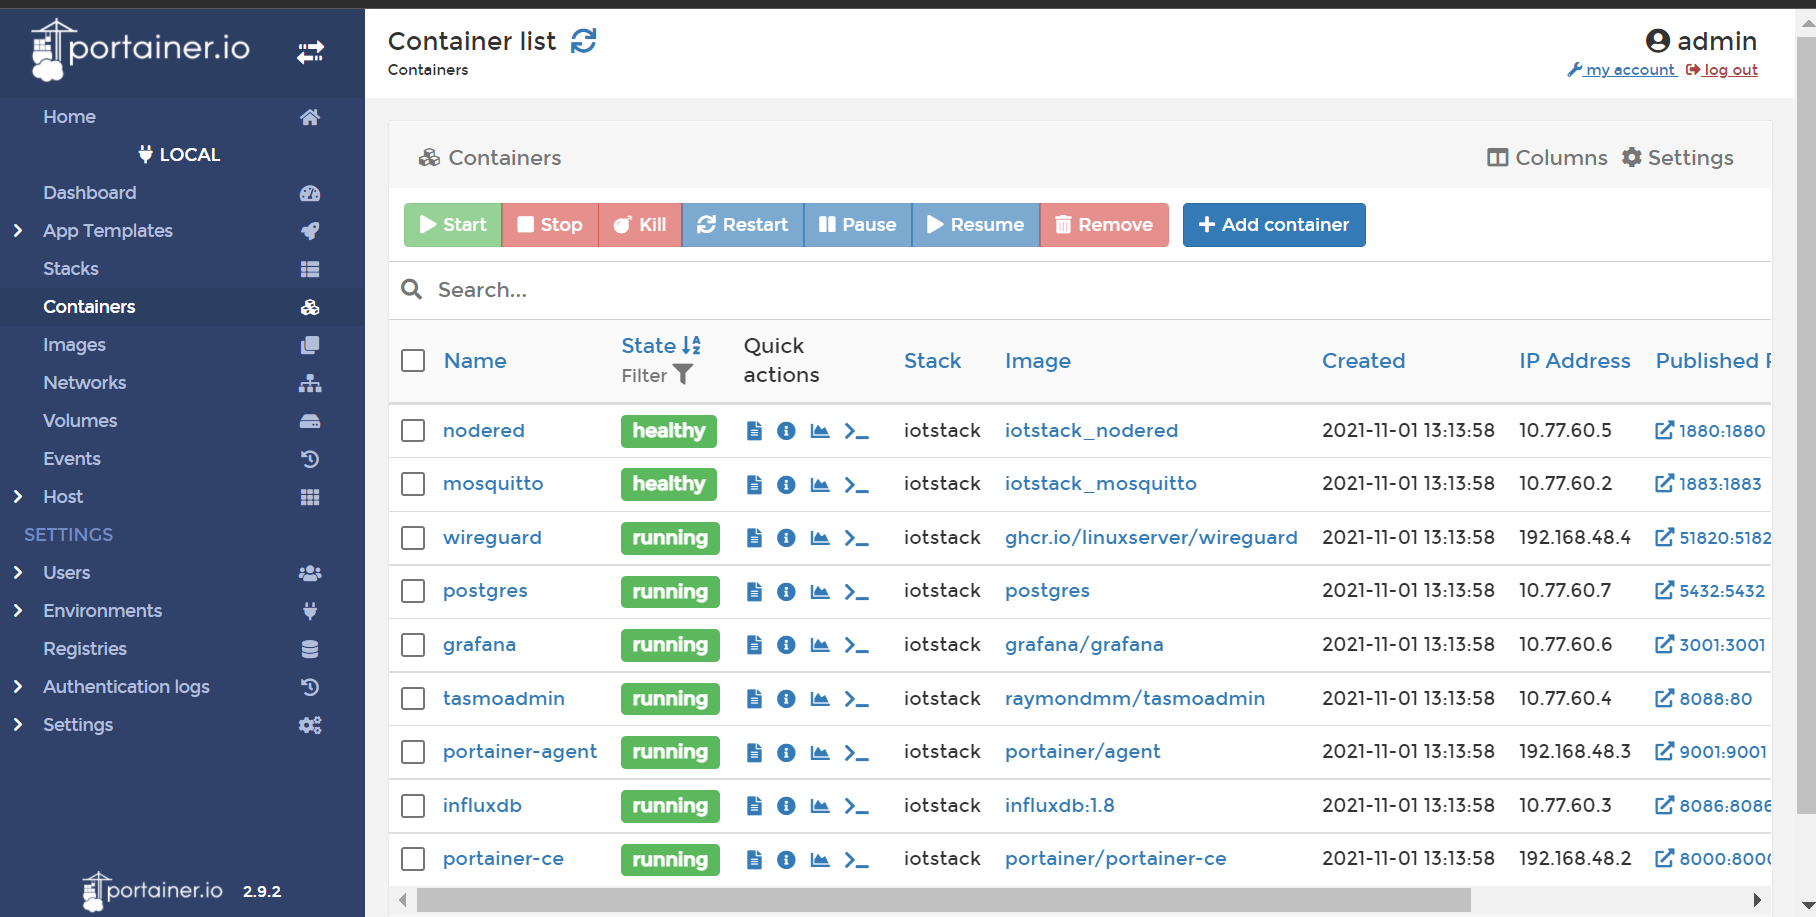 portainer.io
Home
LOCAL
Dashboard
App Templates
Stacks
Containers
Images
Networks
Volumes
Events
Host
SETTINGS
Users
Environments
Registries
Authentication logs
Settings
portainer.io 2.9.2
Container list
Containers
admin
my account log out
Containers
Columns Settings
Start Stop Kill Restart Pause Resume Remove Add container
Search...
Name State Filter Quick actions Stack Image Created IP Address Published
nodered healthy iotstack iotstack_nodered 2021-11-01 13:13:58 10.77.60.5 1880:1880
mosquitto healthy iotstack iotstack_mosquitto 2021-11-01 13:13:58 10.77.60.2 1883:1883
wireguard running iotstack ghcr.io/linuxserver/wireguard 2021-11-01 13:13:58 192.168.48.4 51820:5182
postgres running iotstack postgres 2021-11-01 13:13:58 10.77.60.7 5432:5432
grafana running iotstack grafana/grafana 2021-11-01 13:13:58 10.77.60.6 3001:3001
tasmoadmin running iotstack raymondmm/tasmoadmin 2021-11-01 13:13:58 10.77.60.4 8088:80
portainer-agent running iotstack portainer/agent 2021-11-01 13:13:58 192.168.48.3 9001:9001
influxdb running iotstack influxdb:1.8 2021-11-01 13:13:58 10.77.60.3 8086:8086
portainer-ce running iotstack portainer/portainer-ce 2021-11-01 13:13:58 192.168.48.2 8000:8000